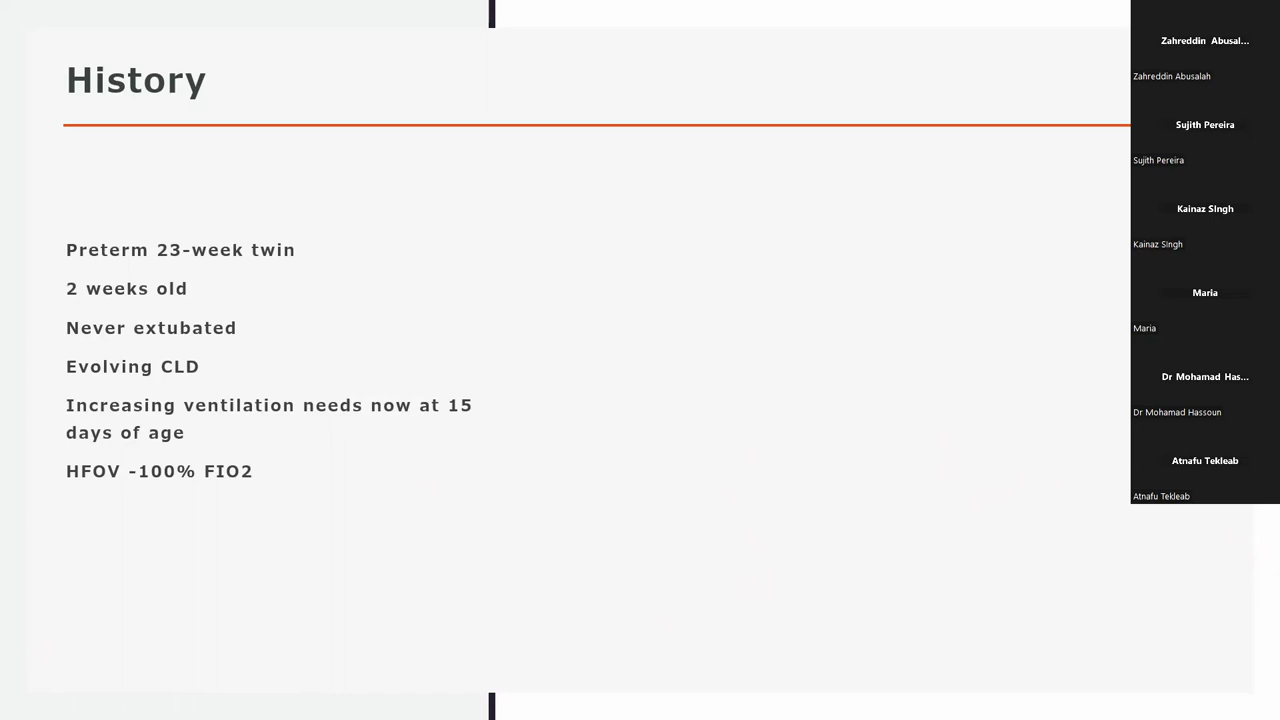 History
Preterm 23-week twin
2 weeks old
Never extubated
Evolving CLD
Increasing ventilation needs now at 15
days of age
HFOV -100% FIO2
Zahreddin Abusal...
Zahreddin Abusalah
Sujith Pereira
Sujith Pereira
Kainaz SIngh
Kainaz SIngh
Maria
Maria
Dr Mohamad Has...
Dr Mohamad Hassoun
Atnafu Tekleab
Atnafu Tekleab